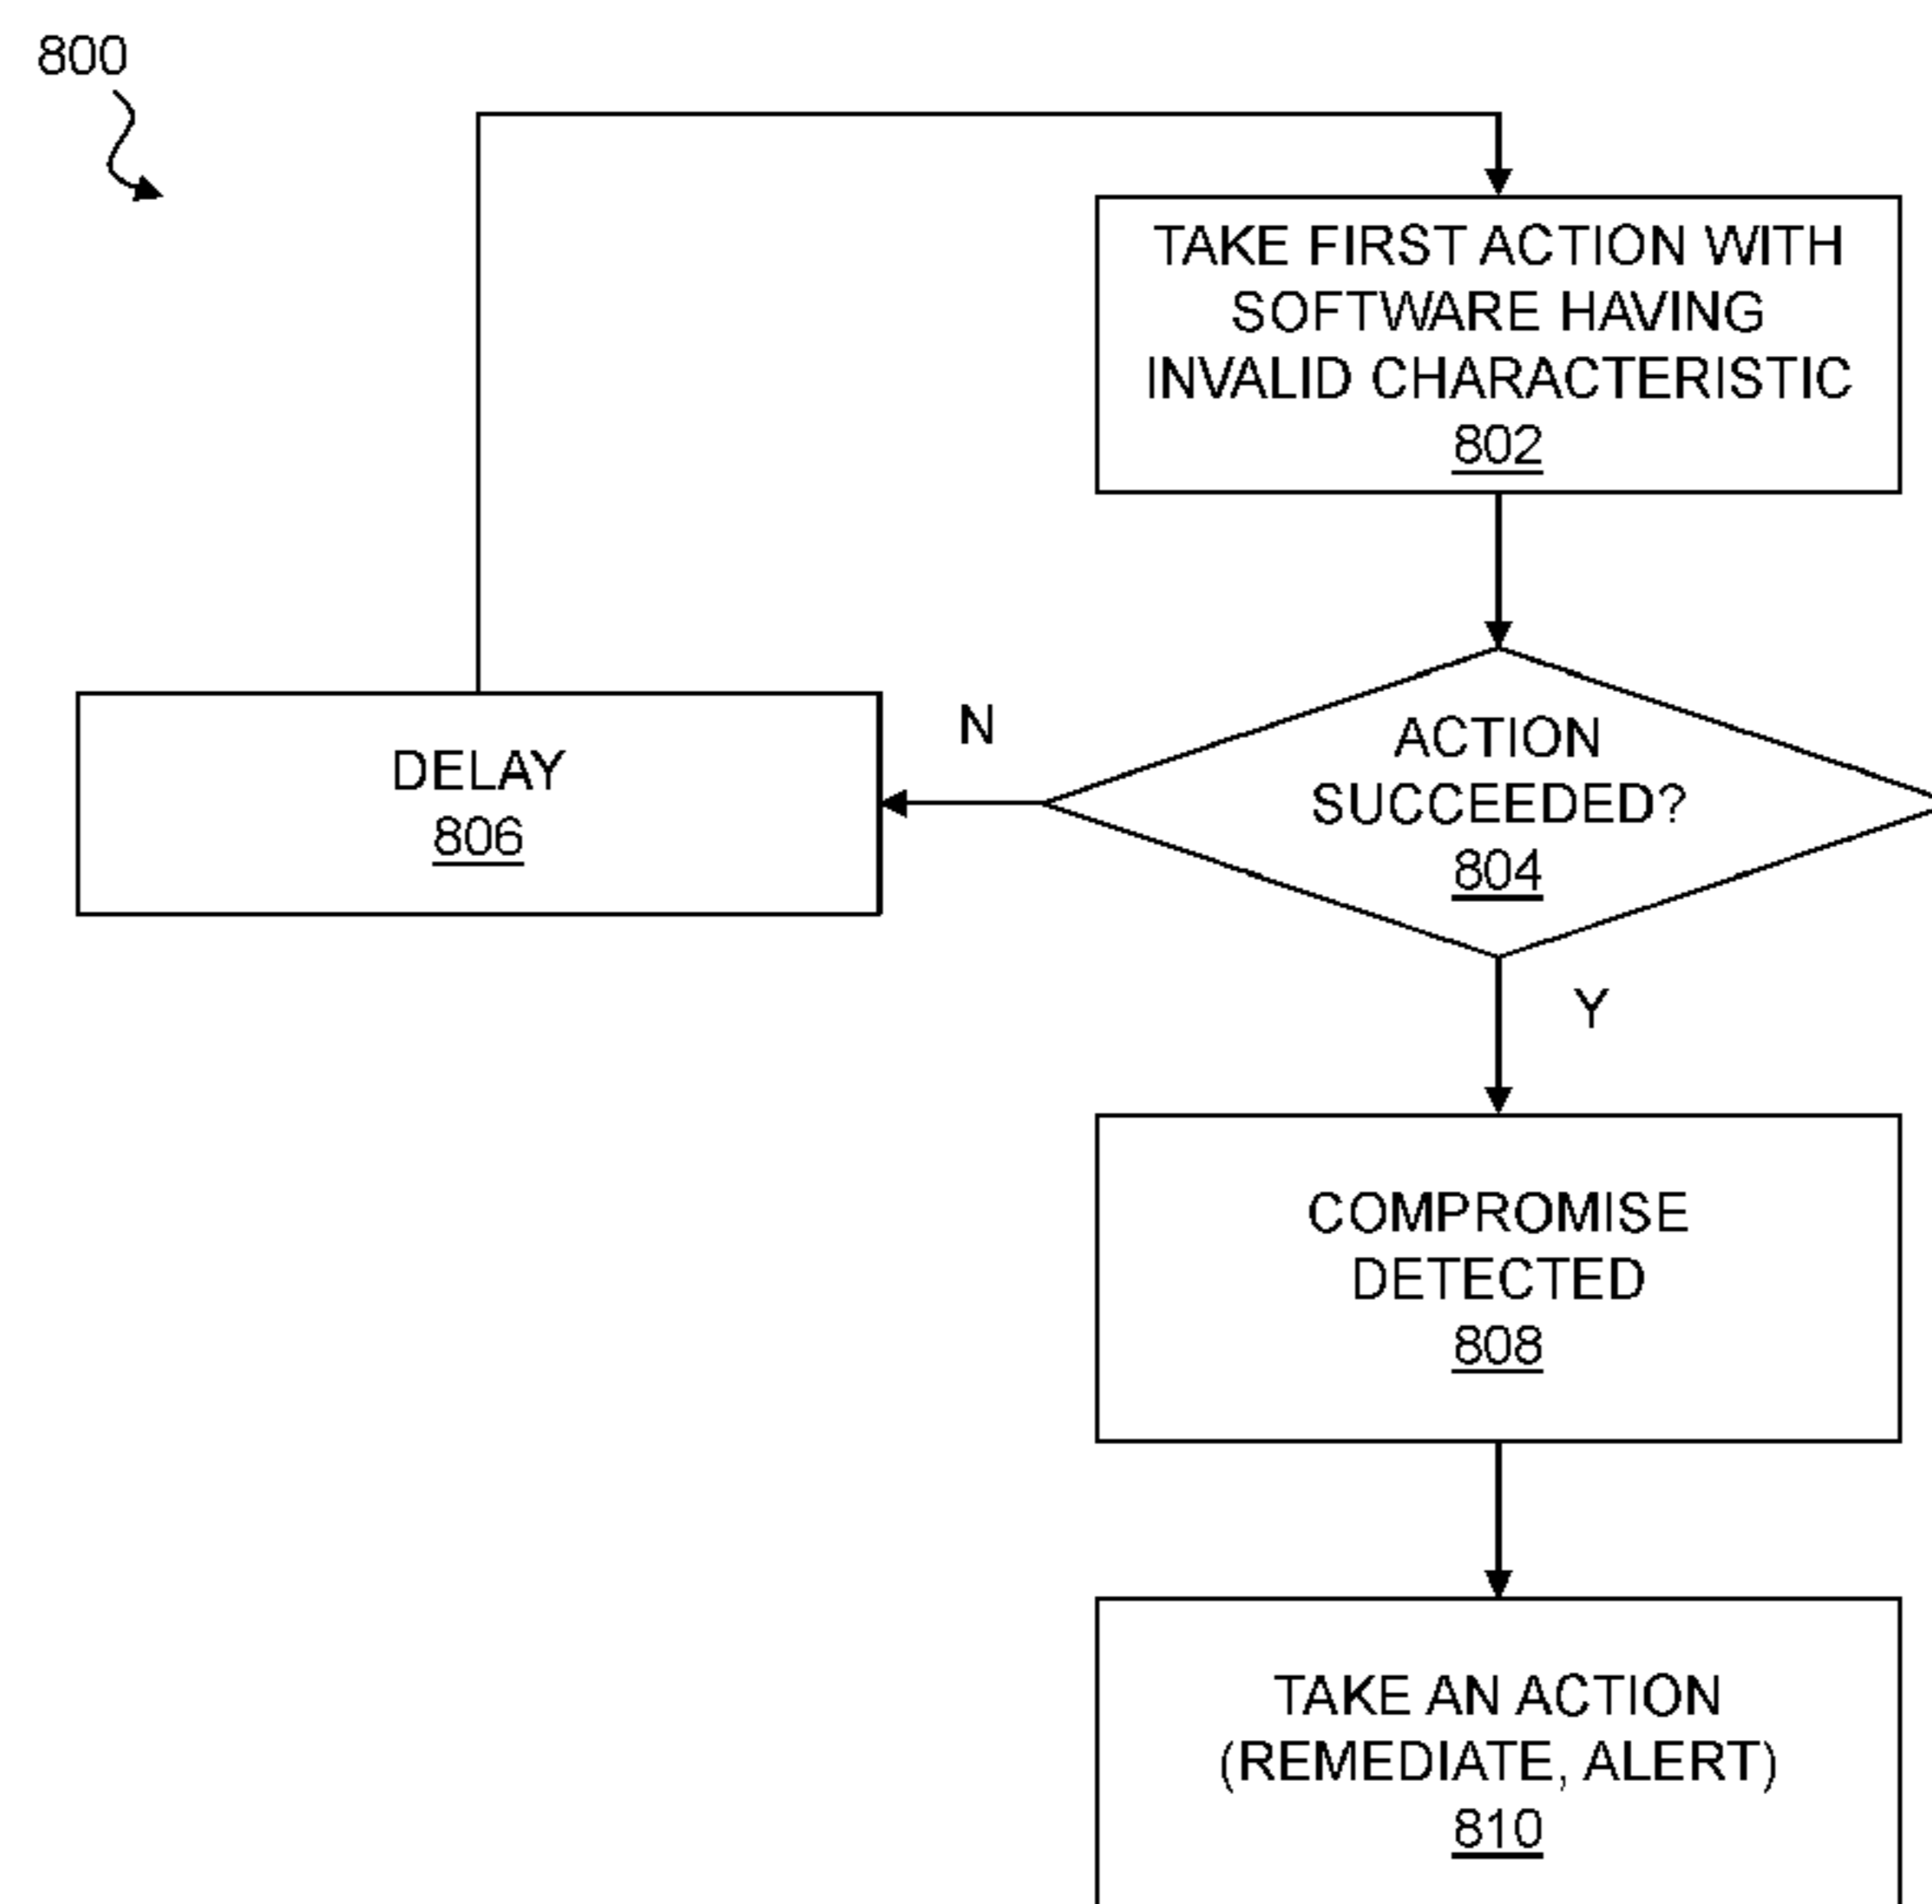 800
TAKE FIRST ACTION WITH
SOFTWARE HAVING
INVALID CHARACTERISTIC
802
ACTION
SUCCEEDED?
804
N
DELAY
806
Y
COMPROMISE
DETECTED
808
TAKE AN ACTION
(REMEDIATE, ALERT)
810